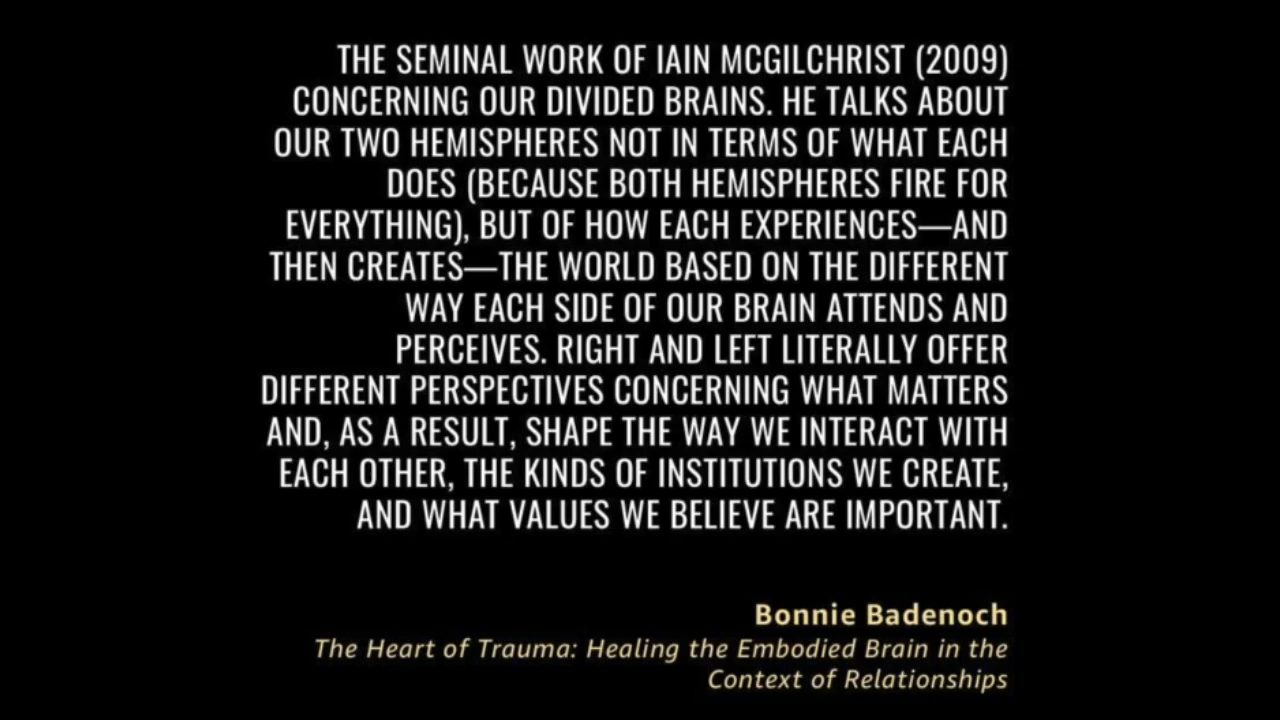 THE SEMINAL WORK OF IAIN MCGILCHRIST (2009)
CONCERNING OUR DIVIDED BRAINS. HE TALKS ABOUT
OUR TWO HEMISPHERES NOT IN TERMS OF WHAT EACH
DOES (BECAUSE BOTH HEMISPHERES FIRE FOR
EVERYTHING), BUT OF HOW EACH EXPERIENCES—AND
THEN CREATES—THE WORLD BASED ON THE DIFFERENT
WAY EACH SIDE OF OUR BRAIN ATTENDS AND
PERCEIVES. RIGHT AND LEFT LITERALLY OFFER
DIFFERENT PERSPECTIVES CONCERNING WHAT MATTERS
AND, AS A RESULT, SHAPE THE WAY WE INTERACT WITH
EACH OTHER, THE KINDS OF INSTITUTIONS WE CREATE,
AND WHAT VALUES WE BELIEVE ARE IMPORTANT.
Bonnie Badenoch
The Heart of Trauma: Healing the Embodied Brain in the
Context of Relationships